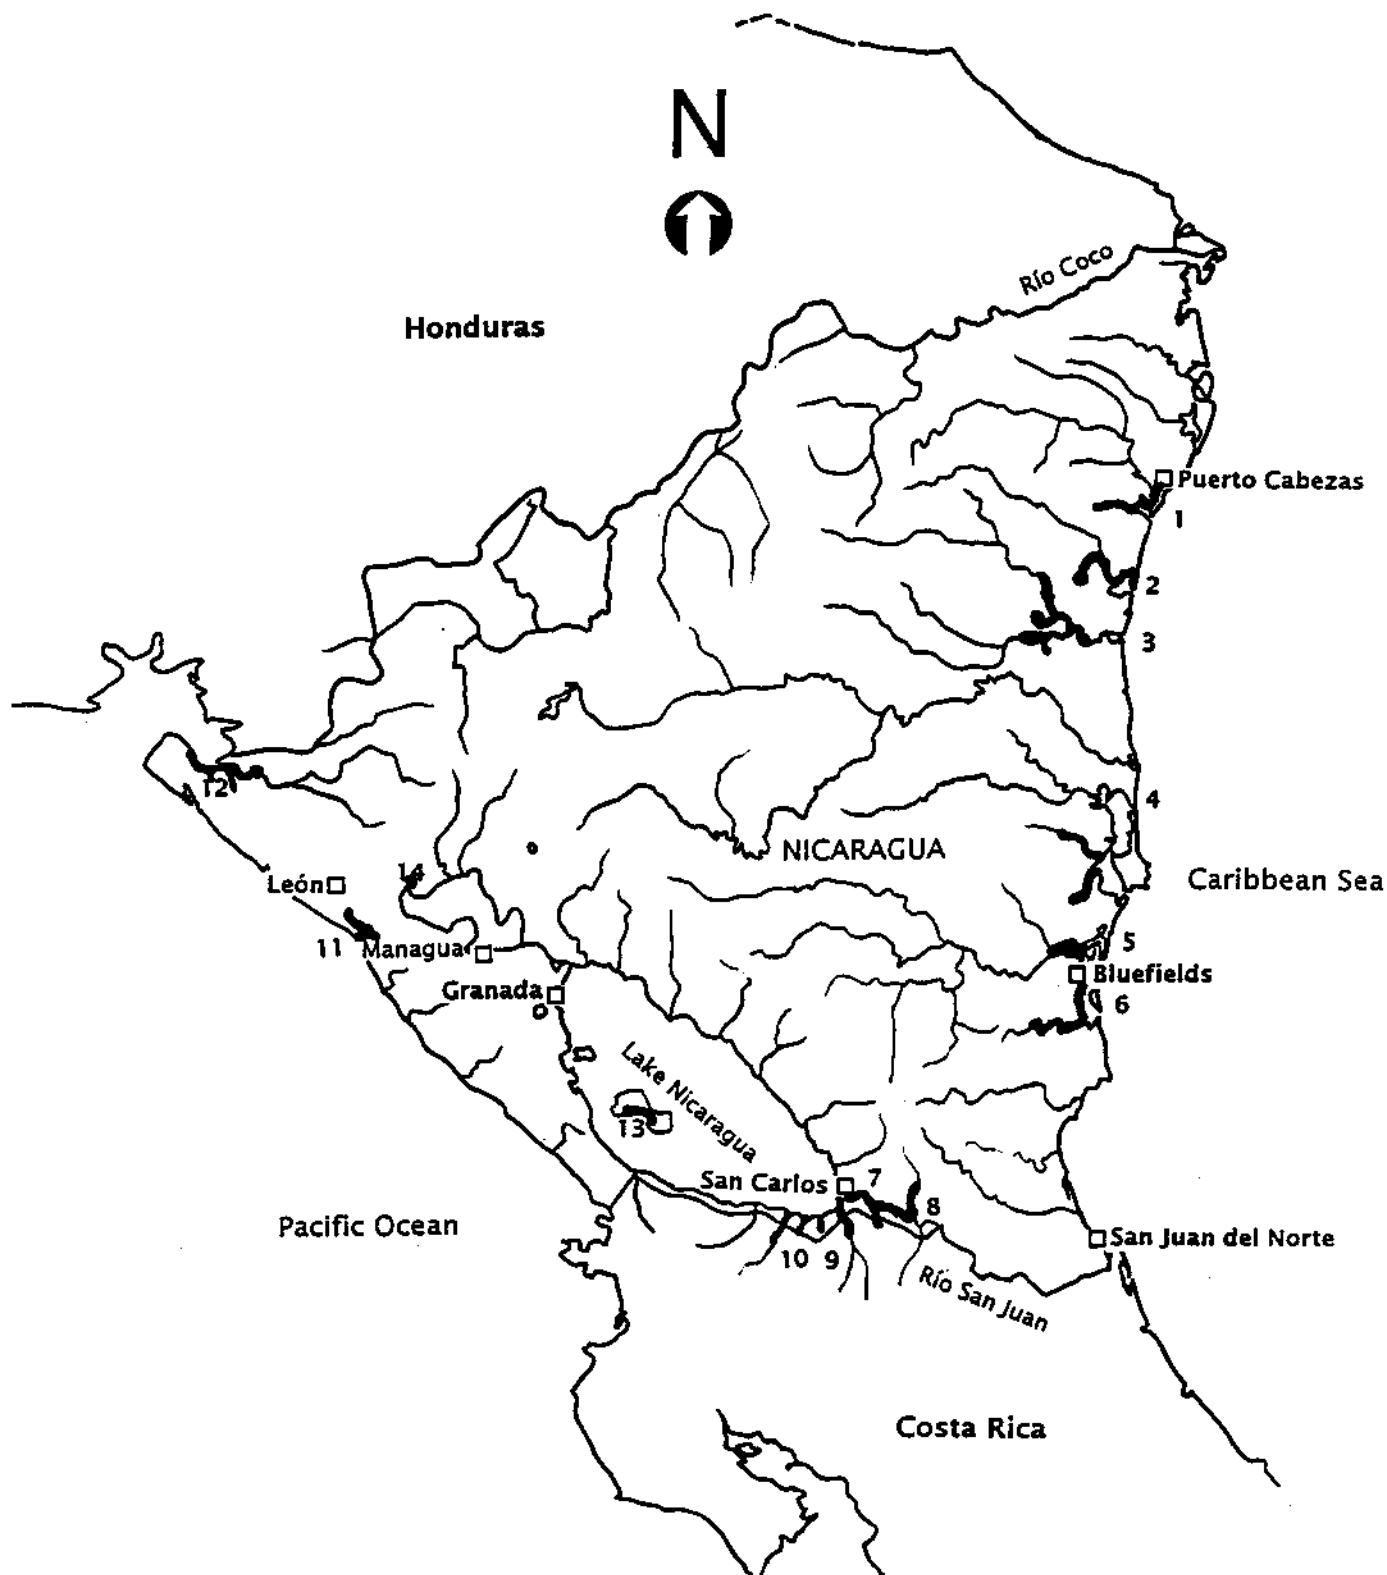 N
Río Coco
Honduras
Puerto Cabezas
1
2
3
12
4
NICARAGUA
Caribbean Sea
León
14
11
Managua
5
Bluefields
Granada
6
Lake Nicaragua
13
San Carlos
7
8
Pacific Ocean
San Juan del Norte
10
9
Río San Juan
Costa Rica